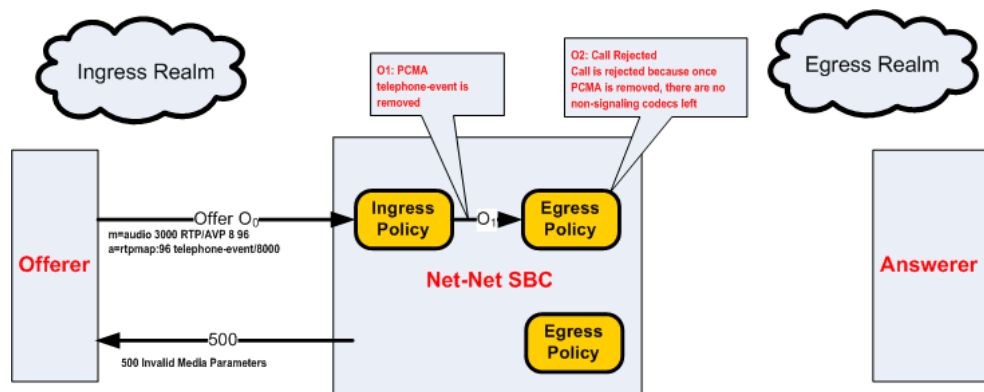 Ingress Realm
O1: PCMA
telephone-event is
removed
O2: Call Rejected
Call is rejected because once
PCMA is removed, there are no
non-signaling codecs left
Egress Realm
Offerer
Offer O0
m=audio 3000 RTP/AVP 8 96
a=rtpmap:96 telephone-event/8000
Ingress
Policy
O1
Egress
Policy
Net-Net SBC
Answerer
500
500 Invalid Media Parameters
Egress
Policy